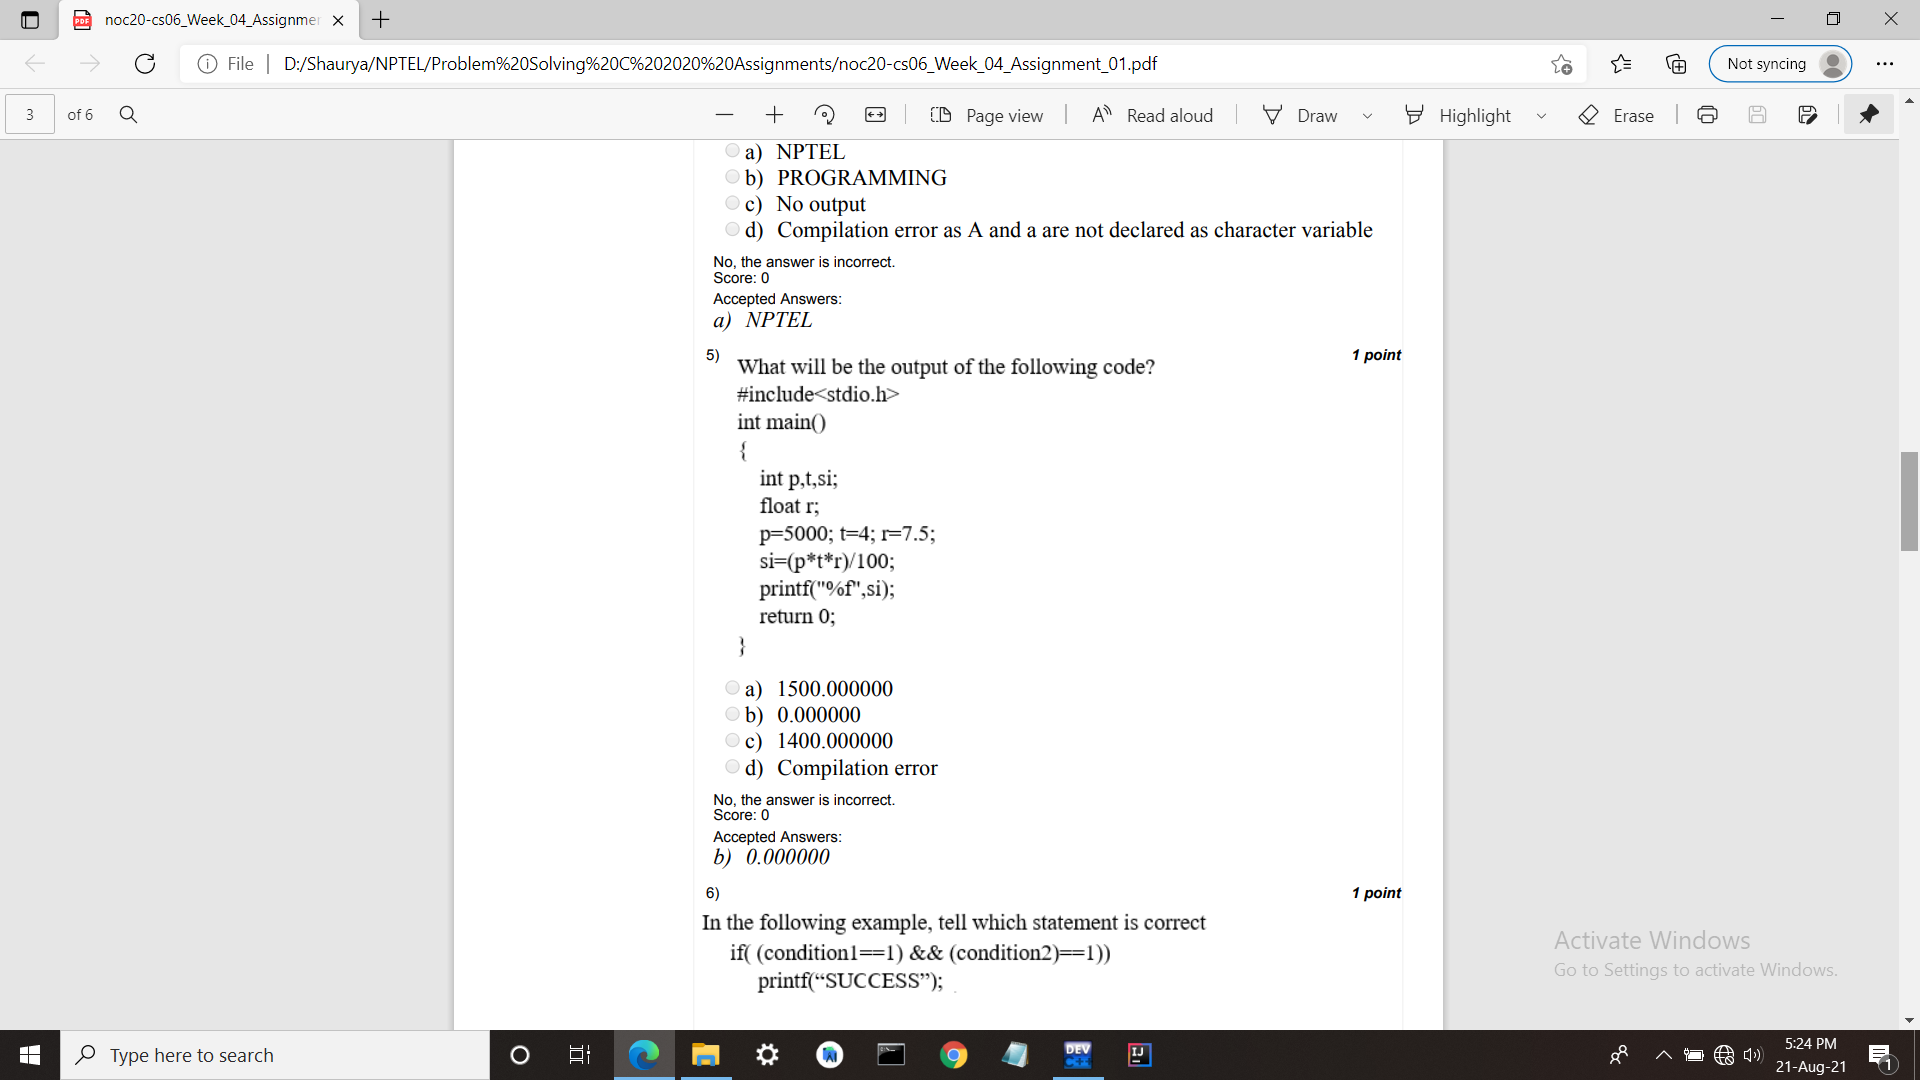 noc20-cs06_Week_04_Assignmen
File D:/Shaurya/NPTEL/Problem%20Solving%20C%202020%20Assignments/noc20-cs06_Week_04_Assignment_01.pdf
Not syncing
3 of 6 Page view Read aloud Draw Highlight Erase
a) NPTEL
b) PROGRAMMING
c) No output
d) Compilation error as A and a are not declared as character variable
No, the answer is incorrect.
Score: 0
Accepted Answers:
a) NPTEL
5) 1 point
What will be the output of the following code?
#include<stdio.h>
int main()
{
int p,t,si;
float r;
p=5000; t=4; r=7.5;
si=(p*t*r)/100;
printf("%f",si);
return 0;
}
a) 1500.000000
b) 0.000000
c) 1400.000000
d) Compilation error
No, the answer is incorrect.
Score: 0
Accepted Answers:
b) 0.000000
6) 1 point
In the following example, tell which statement is correct
if( (condition1==1) && (condition2)==1))
printf(“SUCCESS”);
Activate Windows
Go to Settings to activate Windows.
Type here to search
DEV
C++
IJ
5:24 PM
21-Aug-21
1